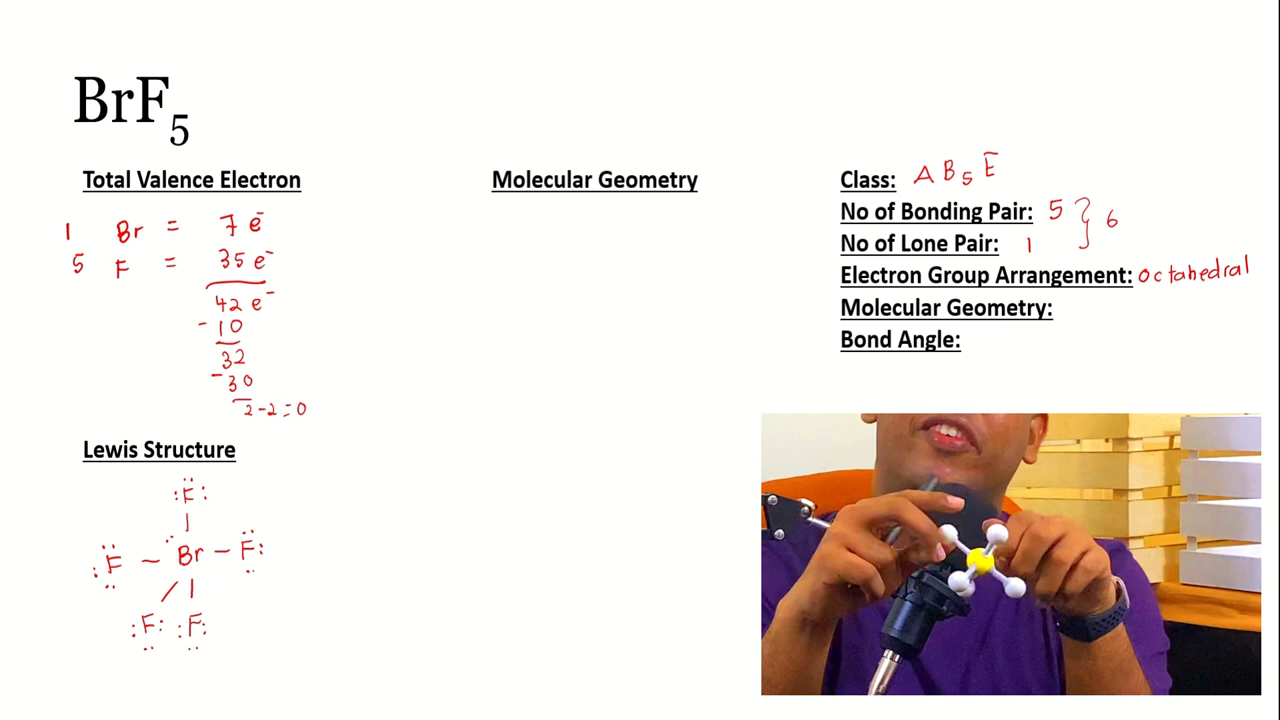 BrF5
Total Valence Electron
1 Br = 7 e-
5 F = 35 e-
42 e-
- 10
32
- 30
2 - 2 = 0
Lewis Structure
:F:
:F - Br - F:
:F: :F:
Molecular Geometry
Class: AB5E
No of Bonding Pair: 5 } 6
No of Lone Pair: 1
Electron Group Arrangement: octahedral
Molecular Geometry:
Bond Angle: